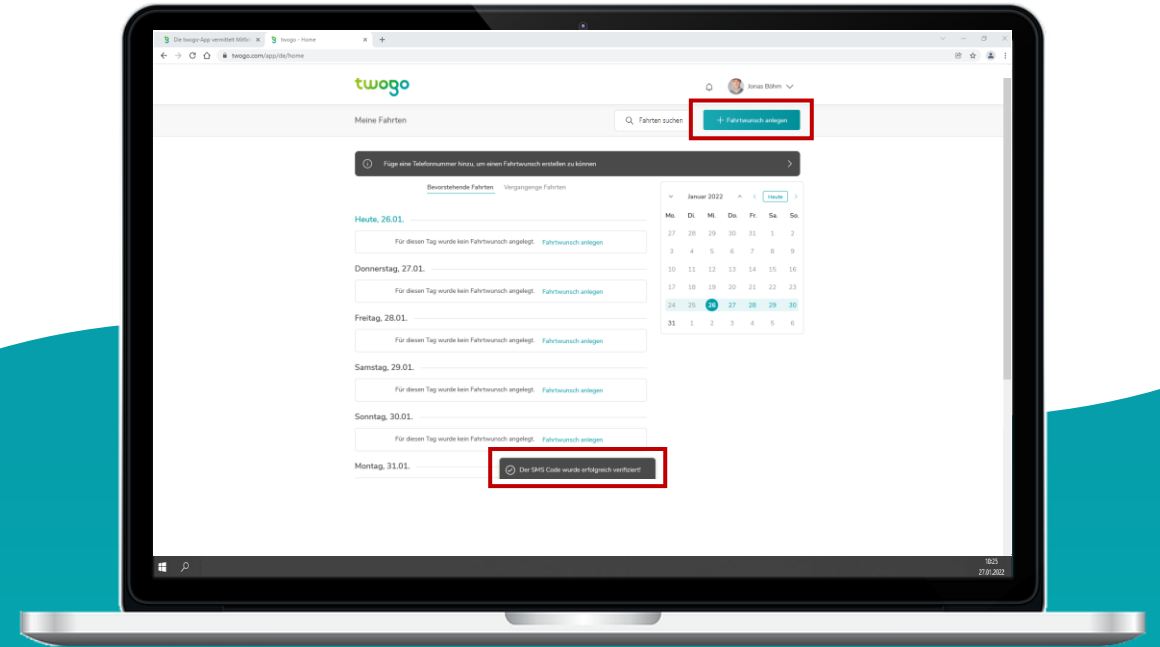 Die twogo-App vermittelt Mitfa
twogo - Home
twogo.com/app/de/home
twogo
Jonas Böhm
Meine Fahrten
Fahrten suchen
+ Fahrtwunsch anlegen
Füge eine Telefonnummer hinzu, um einen Fahrtwunsch erstellen zu können
Bevorstehende Fahrten Vergangenge Fahrten
Januar 2022
Heute
Mo. Di. Mi. Do. Fr. Sa. So.
27 28 29 30 31 1 2
3 4 5 6 7 8 9
10 11 12 13 14 15 16
17 18 19 20 21 22 23
24 25 26 27 28 29 30
31 1 2 3 4 5 6
Heute, 26.01.
Für diesen Tag wurde kein Fahrtwunsch angelegt. Fahrtwunsch anlegen
Donnerstag, 27.01.
Für diesen Tag wurde kein Fahrtwunsch angelegt. Fahrtwunsch anlegen
Freitag, 28.01.
Für diesen Tag wurde kein Fahrtwunsch angelegt. Fahrtwunsch anlegen
Samstag, 29.01.
Für diesen Tag wurde kein Fahrtwunsch angelegt. Fahrtwunsch anlegen
Sonntag, 30.01.
Für diesen Tag wurde kein Fahrtwunsch angelegt. Fahrtwunsch anlegen
Montag, 31.01.
Der SMS Code wurde erfolgreich verifiziert!
10:25
27.01.2022